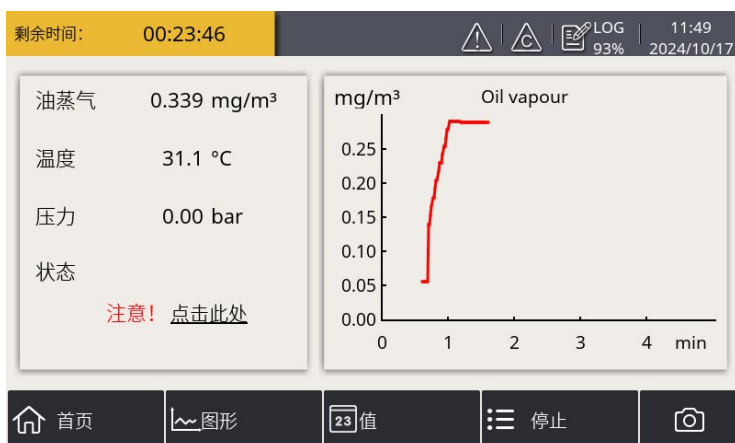 剩余时间: 00:23:46
LOG 11:49
93% 2024/10/17
油蒸气 0.339 mg/m³
温度 31.1 °C
压力 0.00 bar
状态
注意! 点击此处
mg/m³ Oil vapour
0.25
0.20
0.15
0.10
0.05
0.00
0 1 2 3 4 min
首页 图形 23 值 停止